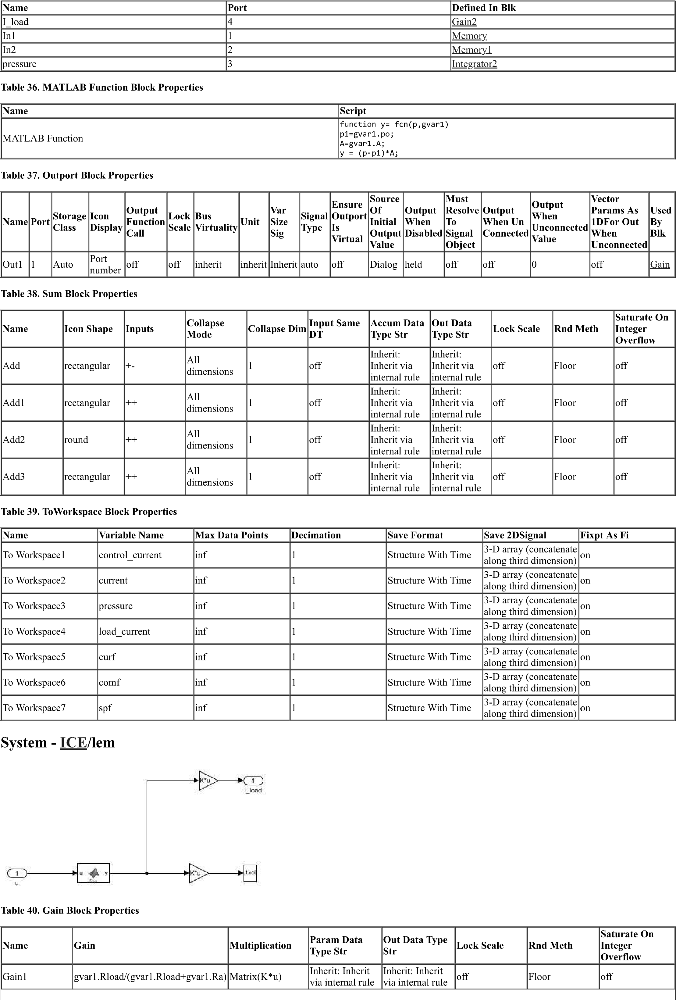 Name Port Defined In Blk
I_load 4 Gain2
In1 1 Memory
In2 2 Memory1
pressure 3 Integrator2
Table 36. MATLAB Function Block Properties
Name Script
MATLAB Function
function y= fcn(p,gvar1)
p1=gvar1.po;
A=gvar1.A;
y = (p-p1)*A;
Table 37. Outport Block Properties
Name Port Storage Class Icon Display Output Function Call Lock Scale Bus Virtuality Unit Var Size Sig Signal Type Ensure Outport Is Virtual Source Of Initial Output Value Output When Disabled Must Resolve To Signal Object Output When Un Connected Output When Unconnected Value Vector Params As 1DFor Out When Unconnected Used By Blk
Out1 1 Auto Port number off off inherit inherit Inherit auto off Dialog held off off 0 off Gain
Table 38. Sum Block Properties
Name Icon Shape Inputs Collapse Mode Collapse Dim Input Same DT Accum Data Type Str Out Data Type Str Lock Scale Rnd Meth Saturate On Integer Overflow
Add rectangular +- All dimensions 1 off Inherit: Inherit via internal rule Inherit: Inherit via internal rule off Floor off
Add1 rectangular ++ All dimensions 1 off Inherit: Inherit via internal rule Inherit: Inherit via internal rule off Floor off
Add2 round ++ All dimensions 1 off Inherit: Inherit via internal rule Inherit: Inherit via internal rule off Floor off
Add3 rectangular ++ All dimensions 1 off Inherit: Inherit via internal rule Inherit: Inherit via internal rule off Floor off
Table 39. ToWorkspace Block Properties
Name Variable Name Max Data Points Decimation Save Format Save 2DSignal Fixpt As Fi
To Workspace1 control_current inf 1 Structure With Time 3-D array (concatenate along third dimension) on
To Workspace2 current inf 1 Structure With Time 3-D array (concatenate along third dimension) on
To Workspace3 pressure inf 1 Structure With Time 3-D array (concatenate along third dimension) on
To Workspace4 load_current inf 1 Structure With Time 3-D array (concatenate along third dimension) on
To Workspace5 curf inf 1 Structure With Time 3-D array (concatenate along third dimension) on
To Workspace6 comf inf 1 Structure With Time 3-D array (concatenate along third dimension) on
To Workspace7 spf inf 1 Structure With Time 3-D array (concatenate along third dimension) on
System - ICE/lem
K*u 1
I_load
1 u y K*u
u
Table 40. Gain Block Properties
Name Gain Multiplication Param Data Type Str Out Data Type Str Lock Scale Rnd Meth Saturate On Integer Overflow
Gain1 gvar1.Rload/(gvar1.Rload+gvar1.Ra) Matrix(K*u) Inherit: Inherit via internal rule Inherit: Inherit via internal rule off Floor off